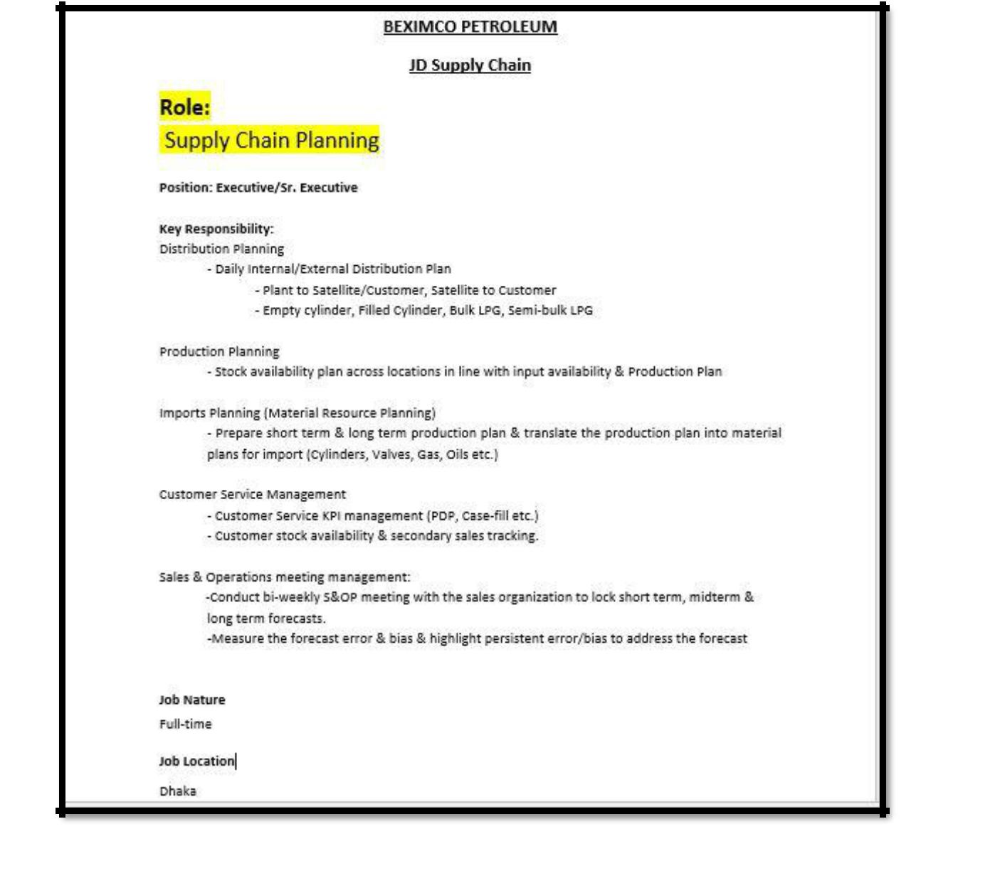 BEXIMCO PETROLEUM
JD Supply Chain
Role:
Supply Chain Planning
Position: Executive/Sr. Executive
Key Responsibility:
Distribution Planning
- Daily Internal/External Distribution Plan
- Plant to Satellite/Customer, Satellite to Customer
- Empty cylinder, Filled Cylinder, Bulk LPG, Semi-bulk LPG
Production Planning
- Stock availability plan across locations in line with input availability & Production Plan
Imports Planning (Material Resource Planning)
- Prepare short term & long term production plan & translate the production plan into material
plans for import (Cylinders, Valves, Gas, Oils etc.)
Customer Service Management
- Customer Service KPI management (PDP, Case-fill etc.)
- Customer stock availability & secondary sales tracking.
Sales & Operations meeting management:
-Conduct bi-weekly S&OP meeting with the sales organization to lock short term, midterm &
long term forecasts.
-Measure the forecast error & bias & highlight persistent error/bias to address the forecast
Job Nature
Full-time
Job Location
Dhaka